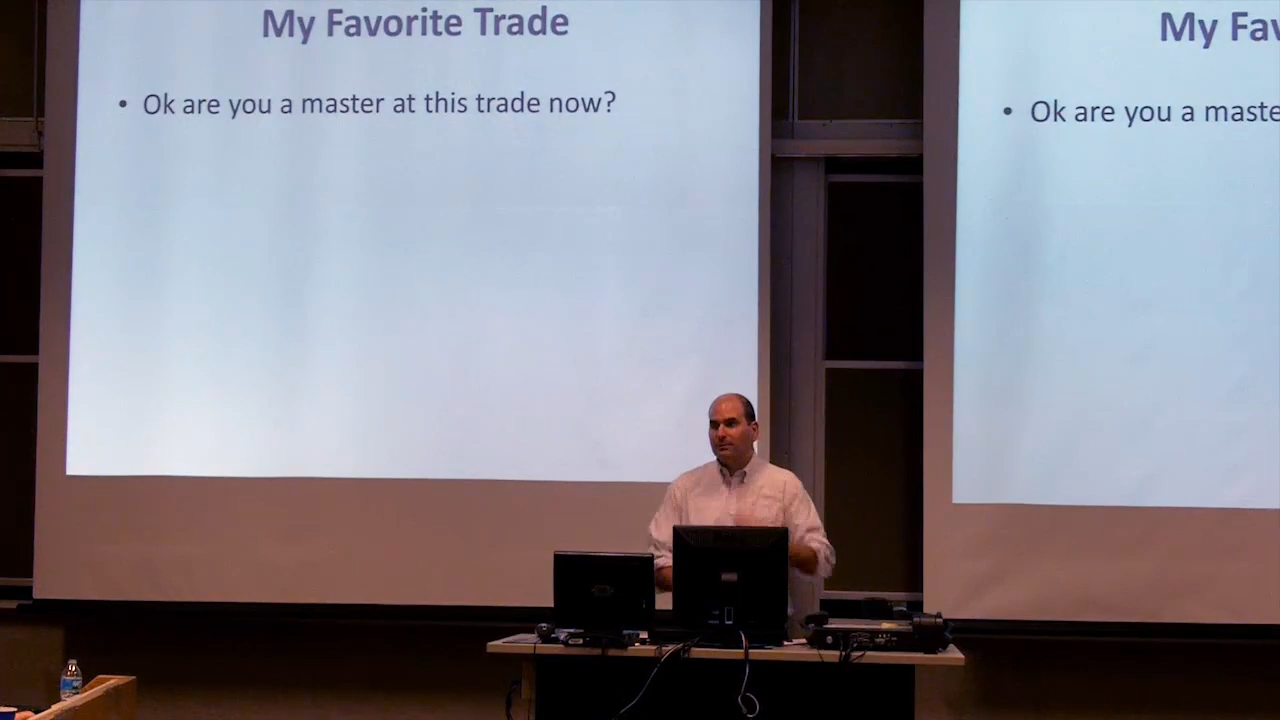 My Favorite Trade
• Ok are you a master at this trade now?
My Fav
• Ok are you a maste